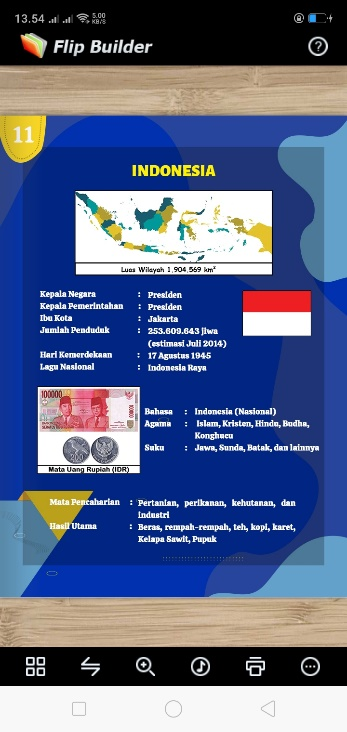 13.54 5.00 KB/S
Flip Builder
11
INDONESIA
Luas Wilayah 1,904,569 km²
Kepala Negara : Presiden
Kepala Pemerintahan : Presiden
Ibu Kota : Jakarta
Jumlah Penduduk : 253.609.643 jiwa
(estimasi Juli 2014)
Hari Kemerdekaan : 17 Agustus 1945
Lagu Nasional : Indonesia Raya
100000
Mata Uang Rupiah (IDR)
Bahasa : Indonesia (Nasional)
Agama : Islam, Kristen, Hindu, Budha,
Konghucu
Suku : Jawa, Sunda, Batak, dan lainnya
Mata Pencaharian : Pertanian, perikanan, kehutanan, dan
industri
Hasil Utama : Beras, rempah-rempah, teh, kopi, karet,
Kelapa Sawit, Pupuk